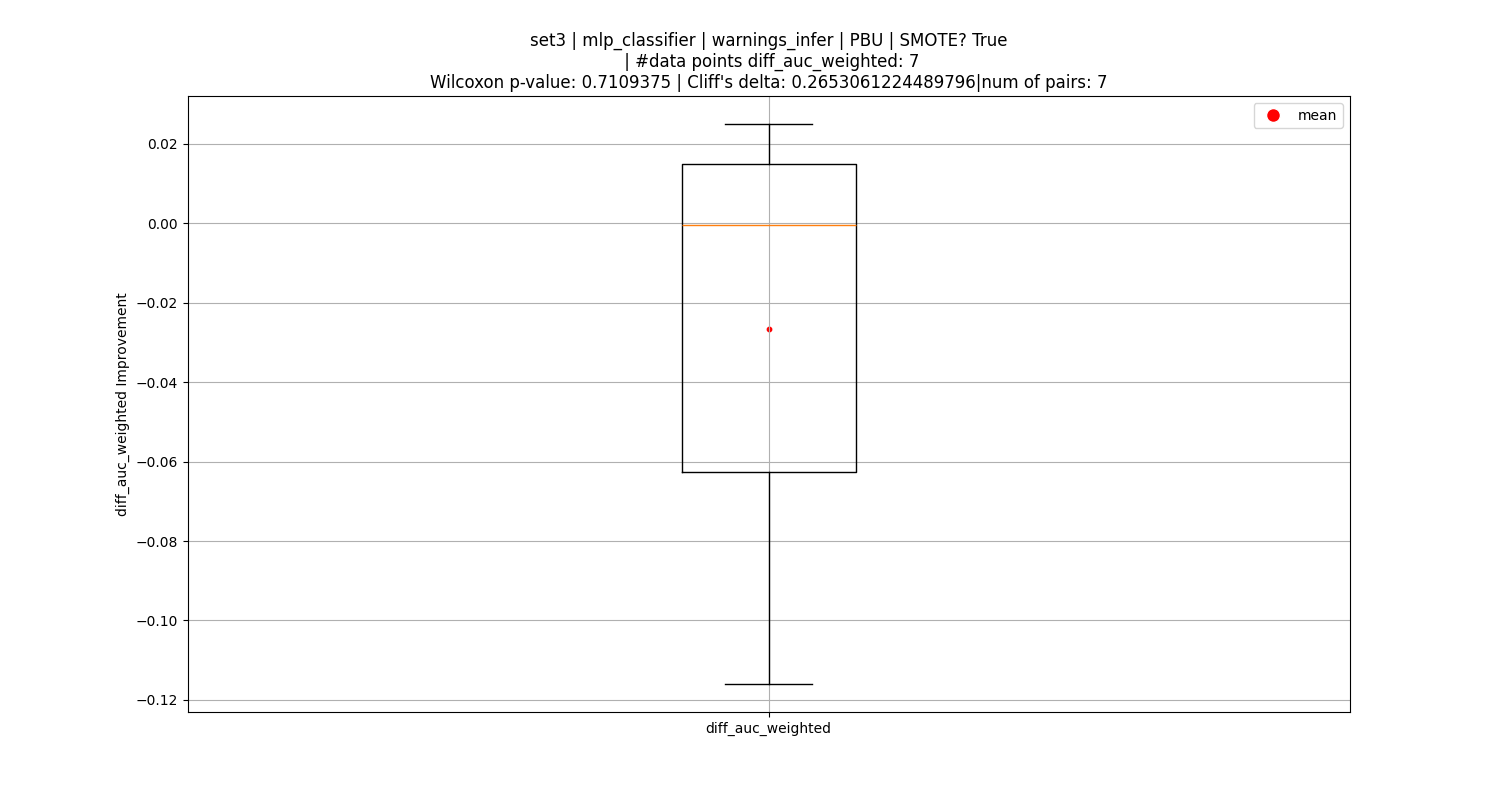 set3 | mlp_classifier | warnings_infer | PBU | SMOTE? True
| #data points diff_auc_weighted: 7
Wilcoxon p-value: 0.7109375 | Cliff's delta: 0.2653061224489796|num of pairs: 7
mean
0.02
0.00
−0.02
−0.04
−0.06
−0.08
−0.10
−0.12
diff_auc_weighted Improvement
diff_auc_weighted